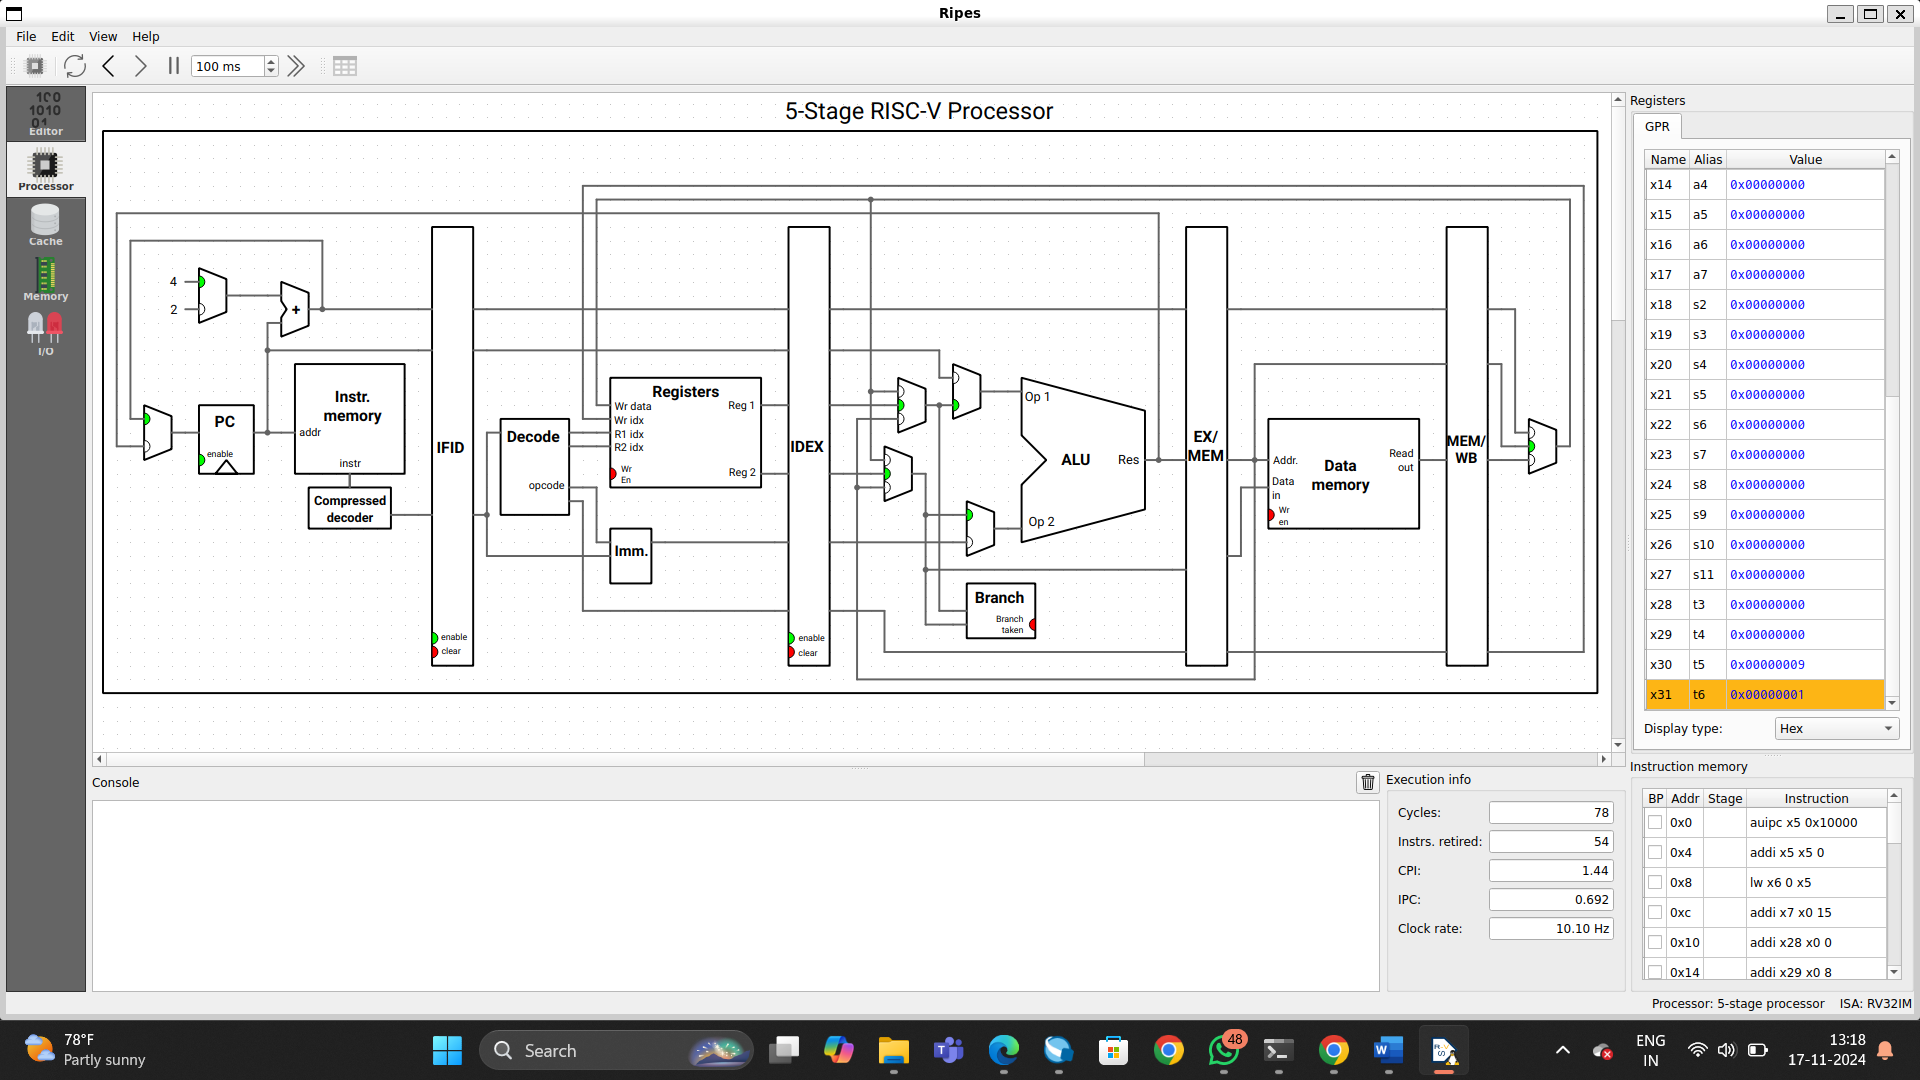 Ripes
File Edit View Help
100 ms
Editor
Processor
Cache
Memory
I/O
5-Stage RISC-V Processor
4
2
+
PC
enable
Instr.
memory
addr
instr
Compressed
decoder
IFID
enable
clear
Decode
opcode
Registers
Wr data
Wr idx
R1 idx
R2 idx
Wr
En
Reg 1
Reg 2
Imm.
IDEX
enable
clear
Op 1
ALU
Res
Op 2
Branch
Branch
taken
EX/
MEM
Addr.
Data
in
Wr
en
Data
memory
Read
out
MEM/
WB
Registers
GPR
Name Alias Value
x14 a4 0x00000000
x15 a5 0x00000000
x16 a6 0x00000000
x17 a7 0x00000000
x18 s2 0x00000000
x19 s3 0x00000000
x20 s4 0x00000000
x21 s5 0x00000000
x22 s6 0x00000000
x23 s7 0x00000000
x24 s8 0x00000000
x25 s9 0x00000000
x26 s10 0x00000000
x27 s11 0x00000000
x28 t3 0x00000000
x29 t4 0x00000000
x30 t5 0x00000009
x31 t6 0x00000001
Display type: Hex
Console
Execution info
Cycles: 78
Instrs. retired: 54
CPI: 1.44
IPC: 0.692
Clock rate: 10.10 Hz
Instruction memory
BP Addr Stage Instruction
0x0 auipc x5 0x10000
0x4 addi x5 x5 0
0x8 lw x6 0 x5
0xc addi x7 x0 15
0x10 addi x28 x0 0
0x14 addi x29 x0 8
Processor: 5-stage processor ISA: RV32IM
78°F
Partly sunny
Search
48
ENG
IN
13:18
17-11-2024